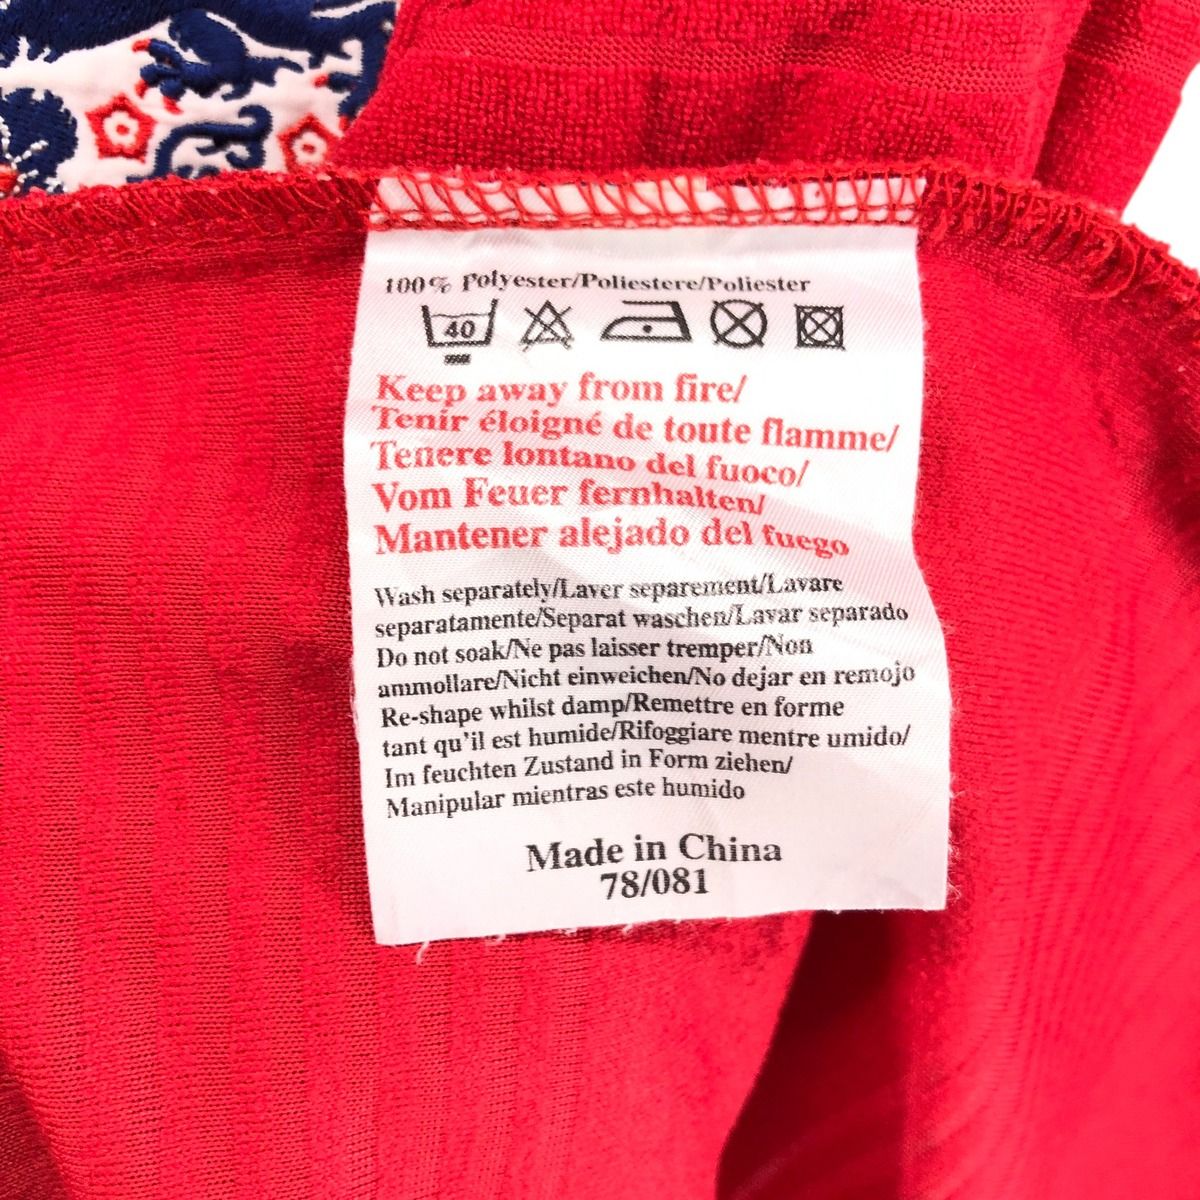 100% Polyester/Poliestere/Poliester
40
Keep away from fire/
Tenir éloigné de toute flamme/
Tenere lontano del fuoco/
Vom Feuer fernhalten/
Mantener alejado del fuego
Wash separately/Laver separement/Lavare
separatamente/Separat waschen/Lavar separado
Do not soak/Ne pas laisser tremper/Non
ammollare/Nicht einweichen/No dejar en remojo
Re-shape whilst damp/Remettre en forme
tant qu'il est humide/Rifoggiare mentre umido/
Im feuchten Zustand in Form ziehen/
Manipular mientras este humido
Made in China
78/081